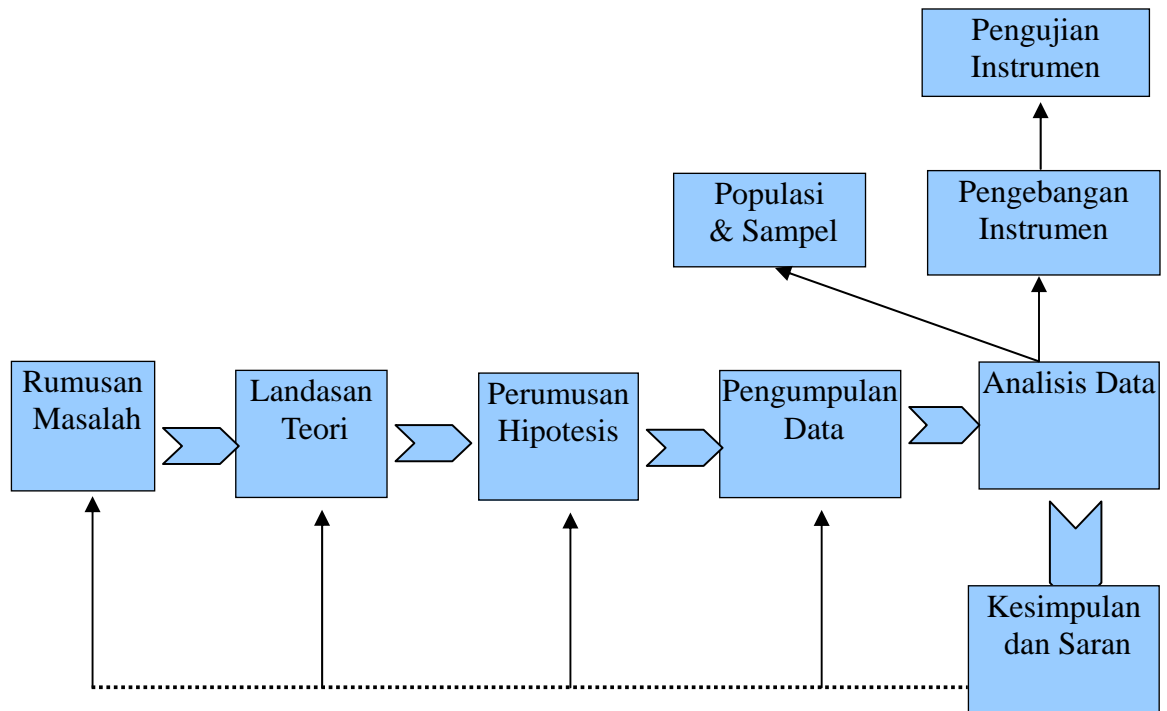 Pengujian
Instrumen
Populasi
& Sampel
Pengebangan
Instrumen
Rumusan
Masalah
Landasan
Teori
Perumusan
Hipotesis
Pengumpulan
Data
Analisis Data
Kesimpulan
dan Saran